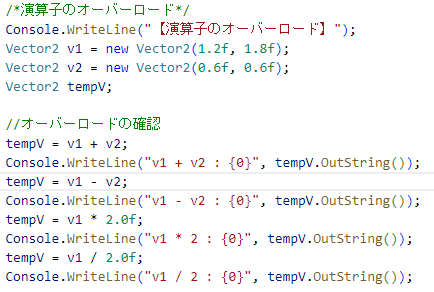 /*演算子のオーバーロード*/
Console.WriteLine("【演算子のオーバーロード】");
Vector2 v1 = new Vector2(1.2f, 1.8f);
Vector2 v2 = new Vector2(0.6f, 0.6f);
Vector2 tempV;
//オーバーロードの確認
tempV = v1 + v2;
Console.WriteLine("v1 + v2 : {0}", tempV.OutString());
tempV = v1 - v2;
Console.WriteLine("v1 - v2 : {0}", tempV.OutString());
tempV = v1 * 2.0f;
Console.WriteLine("v1 * 2 : {0}", tempV.OutString());
tempV = v1 / 2.0f;
Console.WriteLine("v1 / 2 : {0}", tempV.OutString());